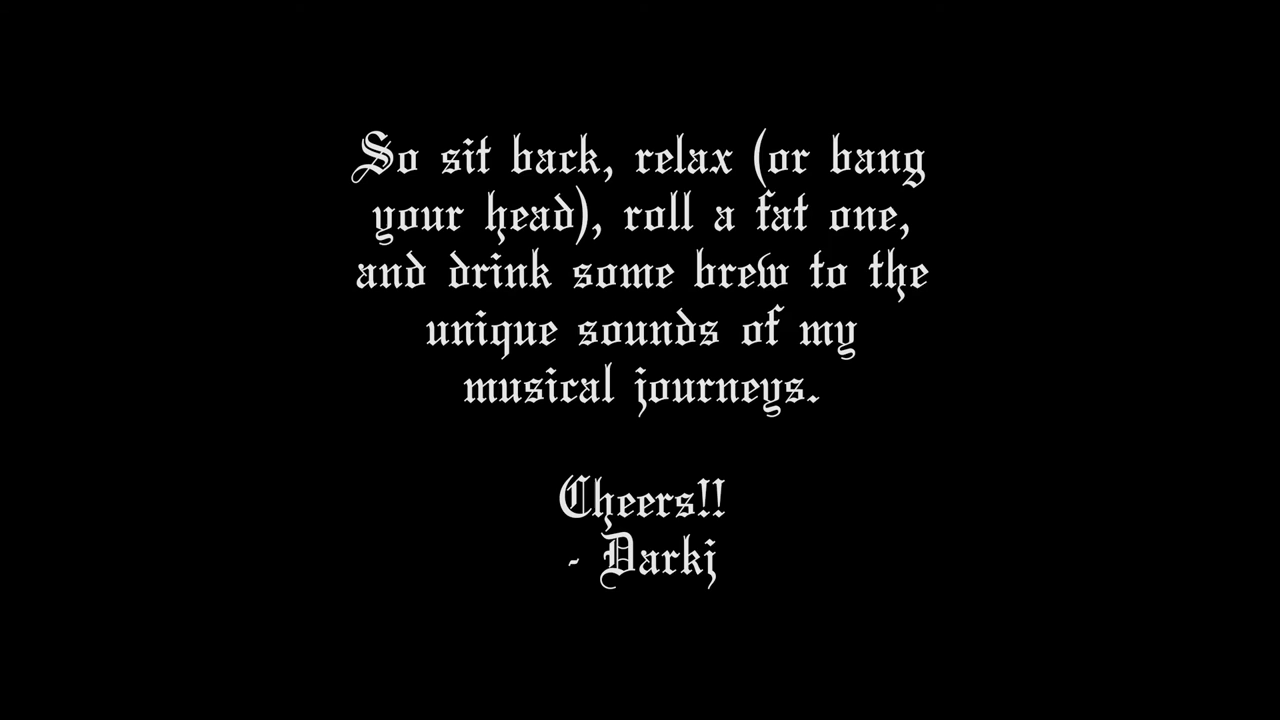 So sit back, relax (or bang
your head), roll a fat one,
and drink some brew to the
unique sounds of my
musical journeys.
Cheers!!
- Darkj